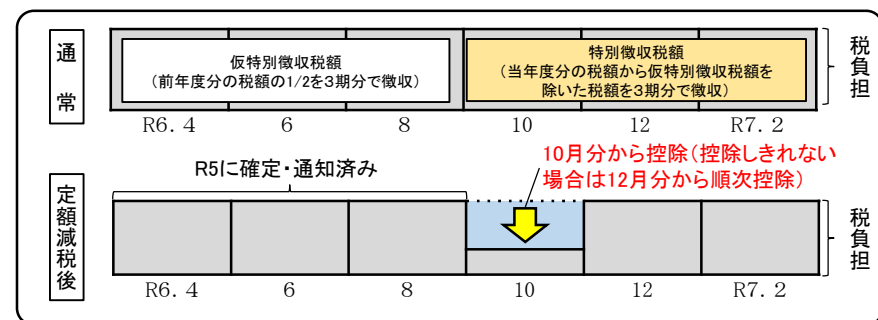 通常
仮特別徴収税額
(前年度分の税額の1/2を3期分で徴収)
特別徴収税額
(当年度分の税額から仮特別徴収税額を
除いた税額を3期分で徴収)
税負担
R6.4 6 8 10 12 R7.2
R5に確定・通知済み
10月分から控除(控除しきれない
場合は12月分から順次控除)
定額減税後
税負担
R6.4 6 8 10 12 R7.2